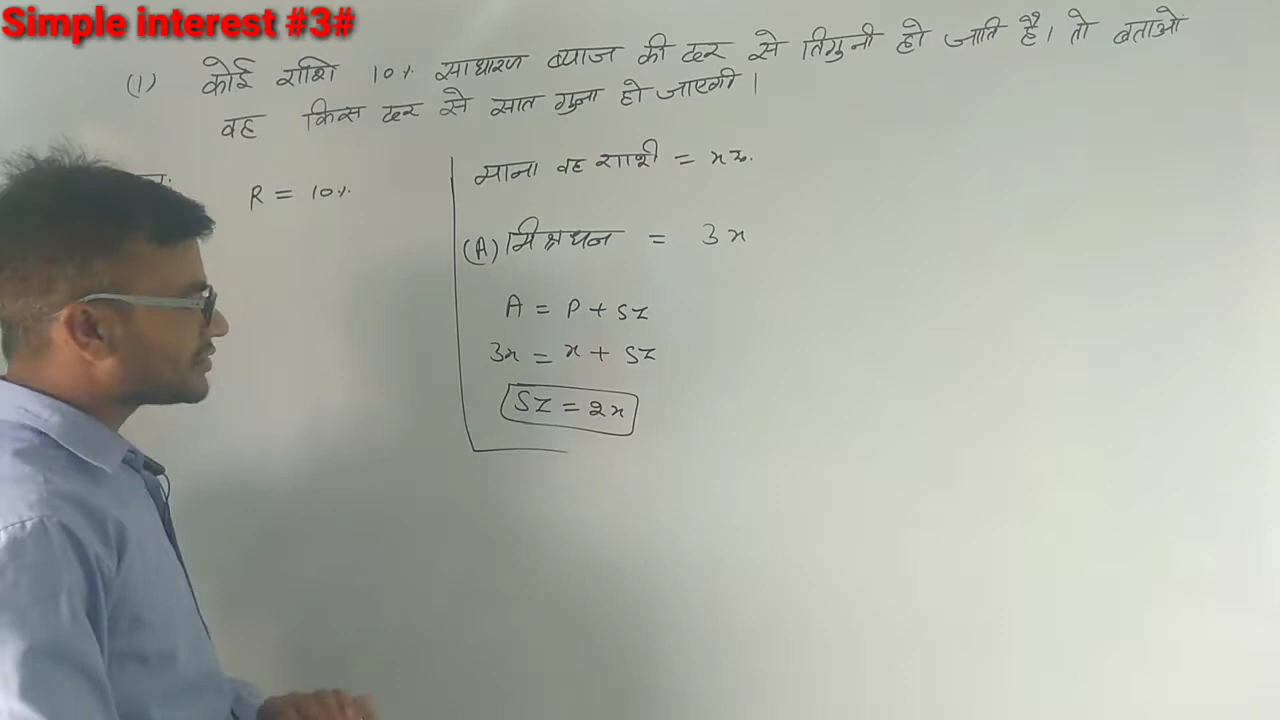 Simple interest #3#
(1) कोई राशि 10% साधारण ब्याज की दर से तिगुनी हो जाति है। तो बताओ
वह किस दर से सात गुना हो जाएगी।
R = 10%
माना वह राशी = x रु.
(A) मिश्रधन = 3x
A = P + SI
3x = x + SI
SI = 2x